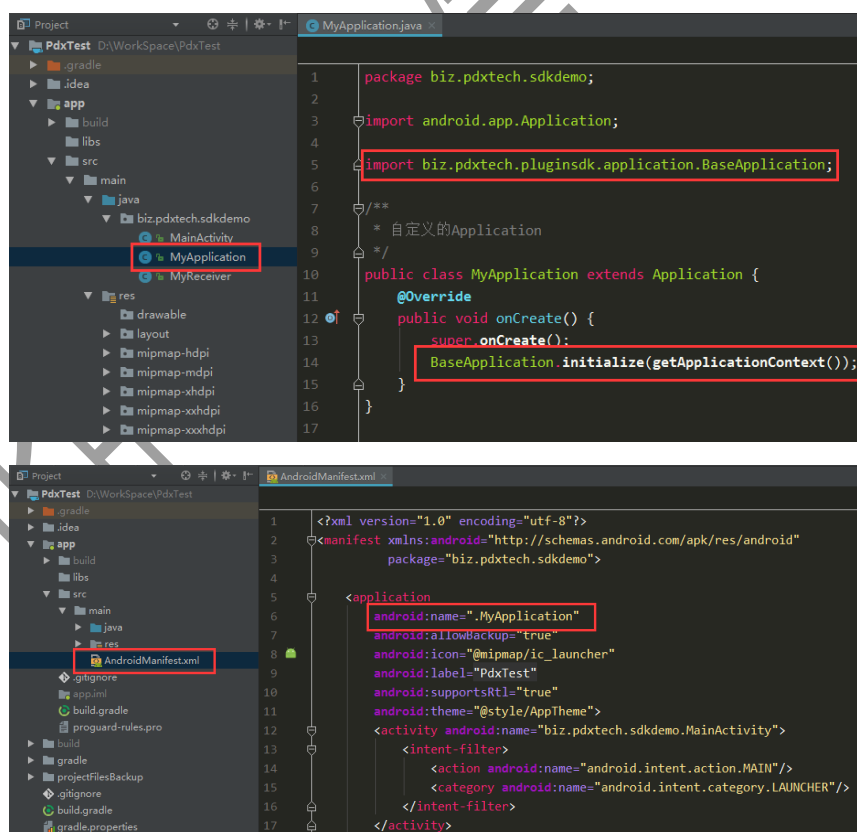 Project
MyApplication.java
PdxTest D:\WorkSpace\PdxTest
.gradle
.idea
app
build
libs
src
main
java
biz.pdxtech.sdkdemo
MainActivity
MyApplication
MyReceiver
res
drawable
layout
mipmap-hdpi
mipmap-mdpi
mipmap-xhdpi
mipmap-xxhdpi
mipmap-xxxhdpi
1 package biz.pdxtech.sdkdemo;
2
3 import android.app.Application;
4
5 import biz.pdxtech.pluginsdk.application.BaseApplication;
6
7 /**
8 * 自定义的Application
9 */
10 public class MyApplication extends Application {
11 @Override
12 public void onCreate() {
13 super.onCreate();
14 BaseApplication.initialize(getApplicationContext());
15 }
16 }
17
Project
AndroidManifest.xml
PdxTest D:\WorkSpace\PdxTest
.gradle
.idea
app
build
libs
src
main
java
res
AndroidManifest.xml
.gitignore
app.iml
build.gradle
proguard-rules.pro
build
gradle
projectFilesBackup
.gitignore
build.gradle
gradle.properties
1 <?xml version="1.0" encoding="utf-8"?>
2 <manifest xmlns:android="http://schemas.android.com/apk/res/android"
3 package="biz.pdxtech.sdkdemo">
4
5 <application
6 android:name=".MyApplication"
7 android:allowBackup="true"
8 android:icon="@mipmap/ic_launcher"
9 android:label="PdxTest"
10 android:supportsRtl="true"
11 android:theme="@style/AppTheme">
12 <activity android:name="biz.pdxtech.sdkdemo.MainActivity">
13 <intent-filter>
14 <action android:name="android.intent.action.MAIN"/>
15 <category android:name="android.intent.category.LAUNCHER"/>
16 </intent-filter>
17 </activity>